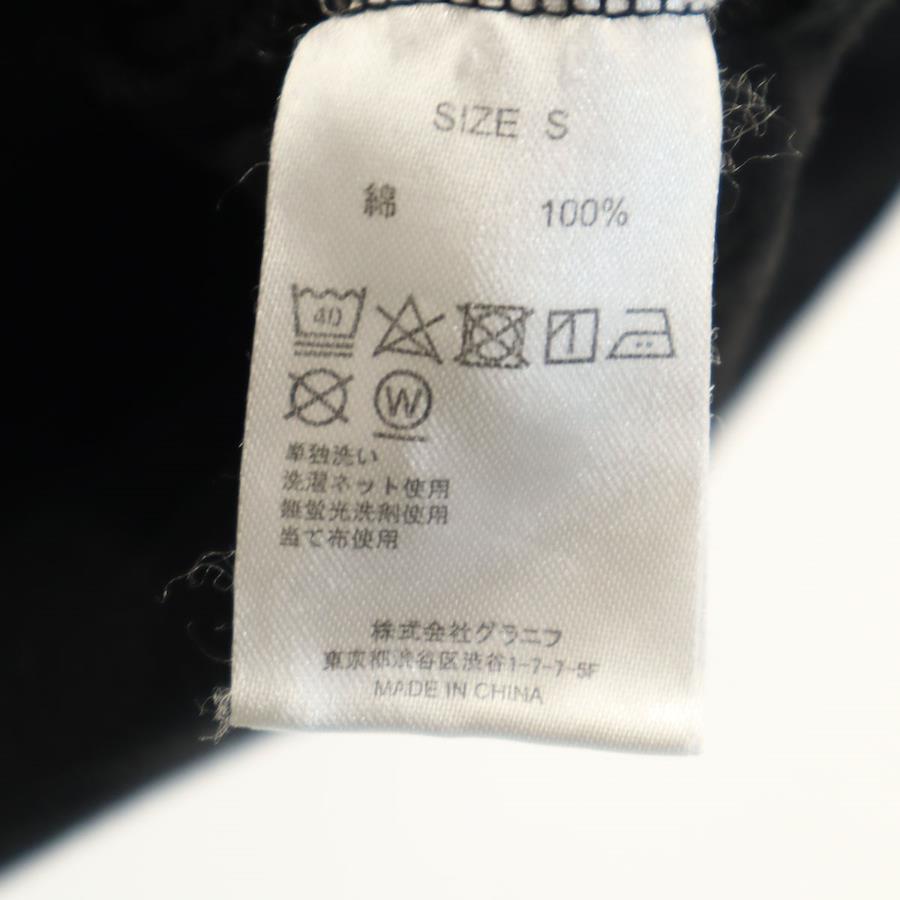 SIZE S
綿 100%
40
W
単独洗い
洗濯ネット使用
無蛍光洗剤使用
当て布使用
株式会社グラニフ
東京都渋谷区渋谷1-7-7-5F
MADE IN CHINA